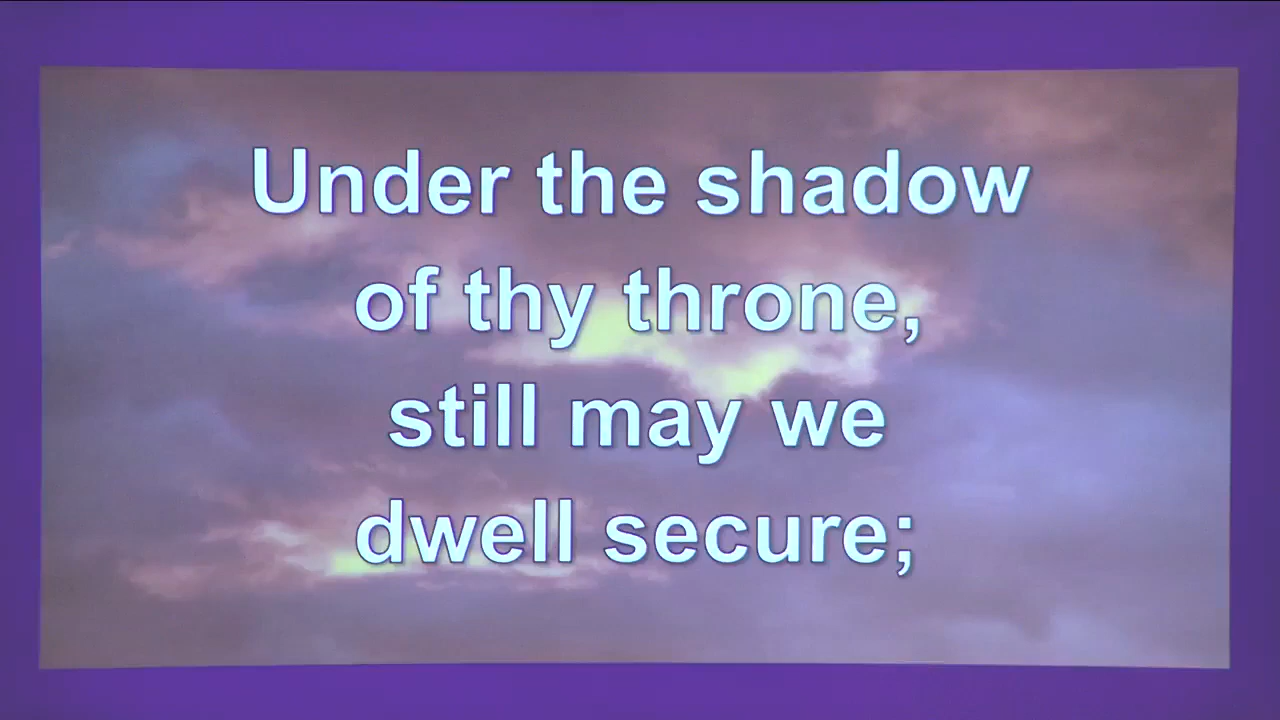 Under the shadow
of thy throne,
still may we
dwell secure;